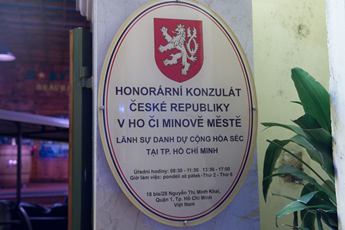 HONORÁRNÍ KONZULÁT
ČESKÉ REPUBLIKY
V HO ČI MINOVĚ MĚSTĚ
LÃNH SỰ DANH DỰ CỘNG HÒA SÉC
TẠI TP. HỒ CHÍ MINH
Úřední hodiny: 08:30 - 11:30 13:30 - 17:00
Giờ làm việc: pondělí až pátek - Thứ 2 - Thứ 6
18 bis/28 Nguyễn Thị Minh Khai,
Quận 1, Tp. Hồ Chí Minh
Việt Nam